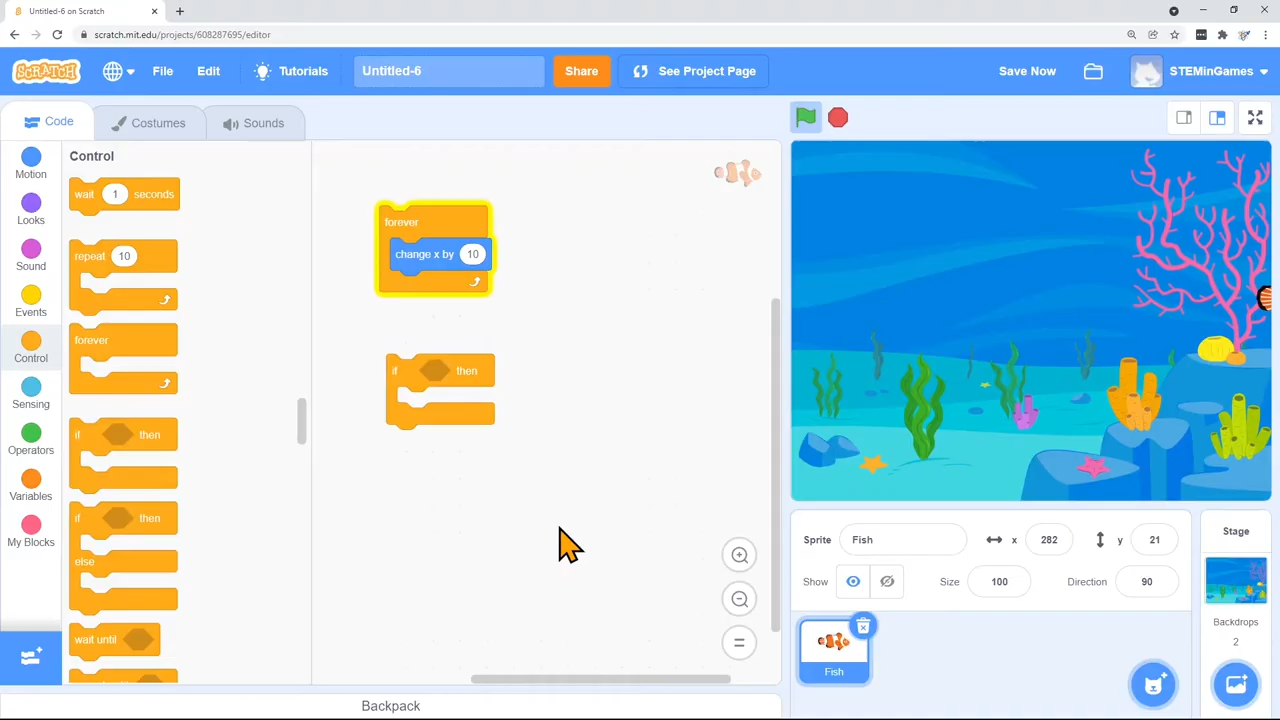 Untitled-6 on Scratch
scratch.mit.edu/projects/608287695/editor
SCRATCH
File
Edit
Tutorials
Untitled-6
Share
See Project Page
Save Now
STEMinGames
Code
Costumes
Sounds
Motion
Looks
Sound
Events
Control
Sensing
Operators
Variables
My Blocks
Control
wait 1 seconds
repeat 10
forever
if then
if then
else
wait until
forever
change x by 10
if then
Sprite Fish x 282 y 21
Show Size 100 Direction 90
Fish
Stage
Backdrops
2
Backpack